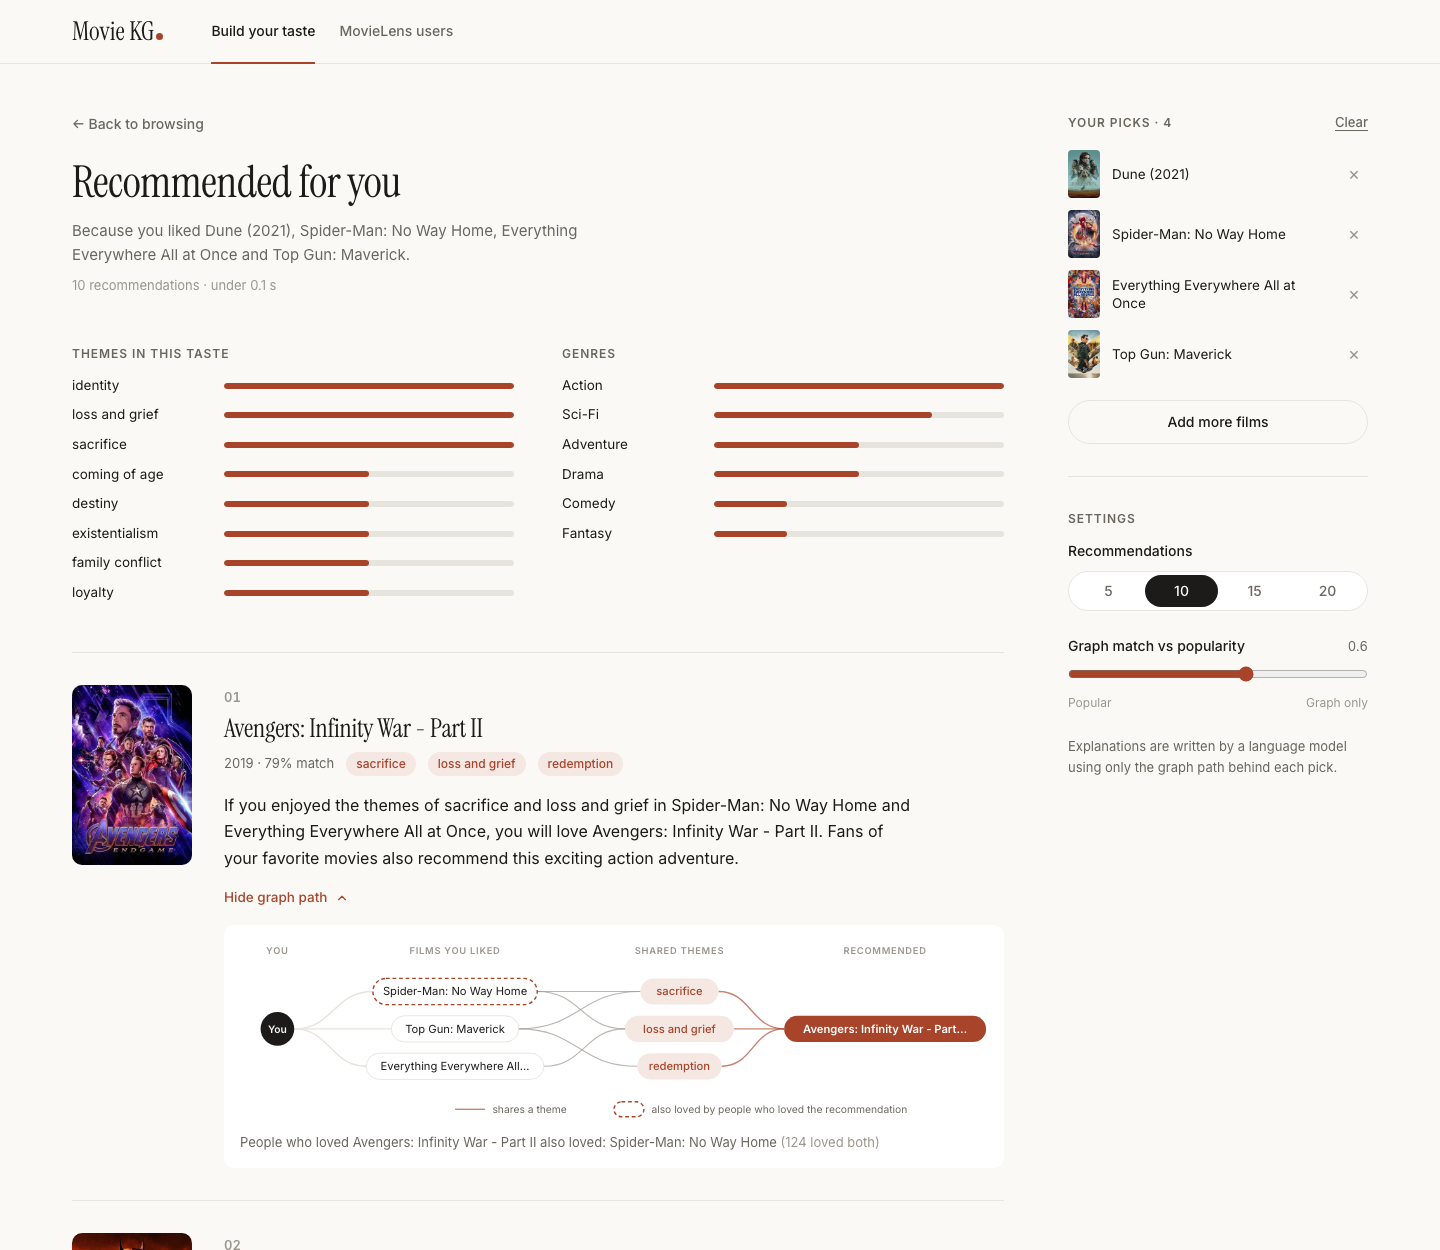 Movie KG
Build your taste
MovieLens users
← Back to browsing
Recommended for you
Because you liked Dune (2021), Spider-Man: No Way Home, Everything
Everywhere All at Once and Top Gun: Maverick.
10 recommendations · under 0.1 s
THEMES IN THIS TASTE
identity
loss and grief
sacrifice
coming of age
destiny
existentialism
family conflict
loyalty
GENRES
Action
Sci-Fi
Adventure
Drama
Comedy
Fantasy
01
Avengers: Infinity War - Part II
2019 · 79% match sacrifice loss and grief redemption
If you enjoyed the themes of sacrifice and loss and grief in Spider-Man: No Way Home and
Everything Everywhere All at Once, you will love Avengers: Infinity War - Part II. Fans of
your favorite movies also recommend this exciting action adventure.
AVENGERS
ENDGAME
Hide graph path
YOU FILMS YOU LIKED SHARED THEMES RECOMMENDED
Spider-Man: No Way Home sacrifice
You Top Gun: Maverick loss and grief Avengers: Infinity War - Part...
Everything Everywhere All... redemption
shares a theme also loved by people who loved the recommendation
People who loved Avengers: Infinity War - Part II also loved: Spider-Man: No Way Home (124 loved both)
02
YOUR PICKS · 4 Clear
Dune (2021) ×
Spider-Man: No Way Home ×
Everything Everywhere All at
Once ×
Top Gun: Maverick ×
Add more films
SETTINGS
Recommendations
5 10 15 20
Graph match vs popularity 0.6
Popular Graph only
Explanations are written by a language model
using only the graph path behind each pick.